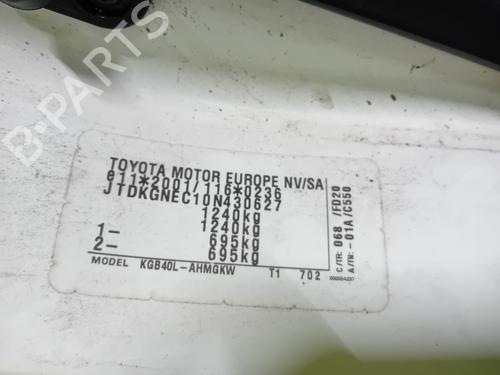 B-PARTS
TOYOTA MOTOR EUROPE NV/SA
e11*2001/116*0236
JTDKGNEC10N430627
1240kg
1240kg
1- 695kg
2- 695kg
MODEL KGB40L-AHMGKW T1 702
C/TR: 068 /FD20
A/TM: -01A /C550